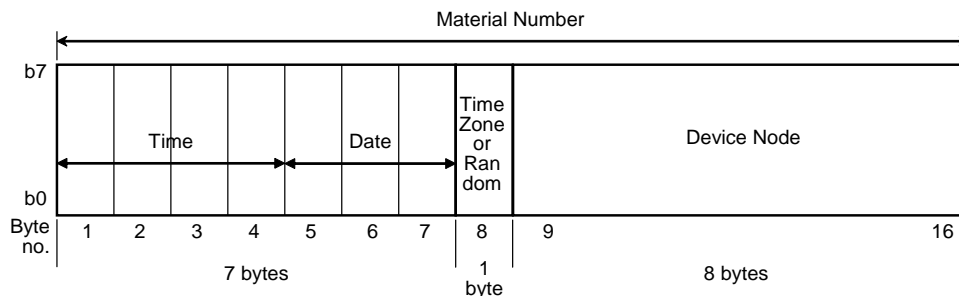 Material Number
b7
Time
Date
Time
Zone
or
Ran
dom
Device Node
b0
Byte
no.
1 2 3 4 5 6 7 8 9 16
7 bytes
1
byte
8 bytes